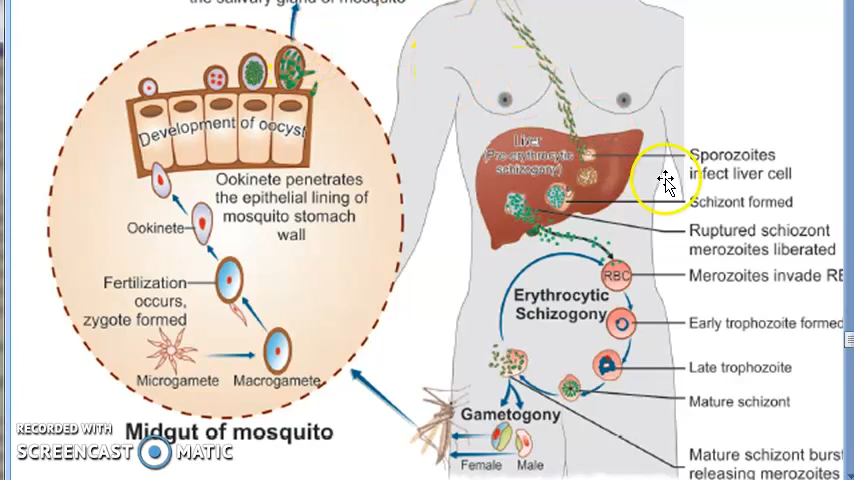 the salivary gland of mosquito
Development of oocyst
Ookinete penetrates
the epithelial lining of
mosquito stomach
wall
Ookinete
Fertilization
occurs,
zygote formed
Microgamete
Macrogamete
Midgut of mosquito
Liver
(Pre-erythrocytic
schizogony)
Sporozoites
infect liver cell
Schizont formed
Ruptured schiozont
merozoites liberated
RBC
Merozoites invade RB
Erythrocytic
Schizogony
Early trophozoite formed
Late trophozoite
Mature schizont
Gametogony
Female
Male
Mature schizont burst
releasing merozoites
RECORDED WITH
SCREENCAST MATIC